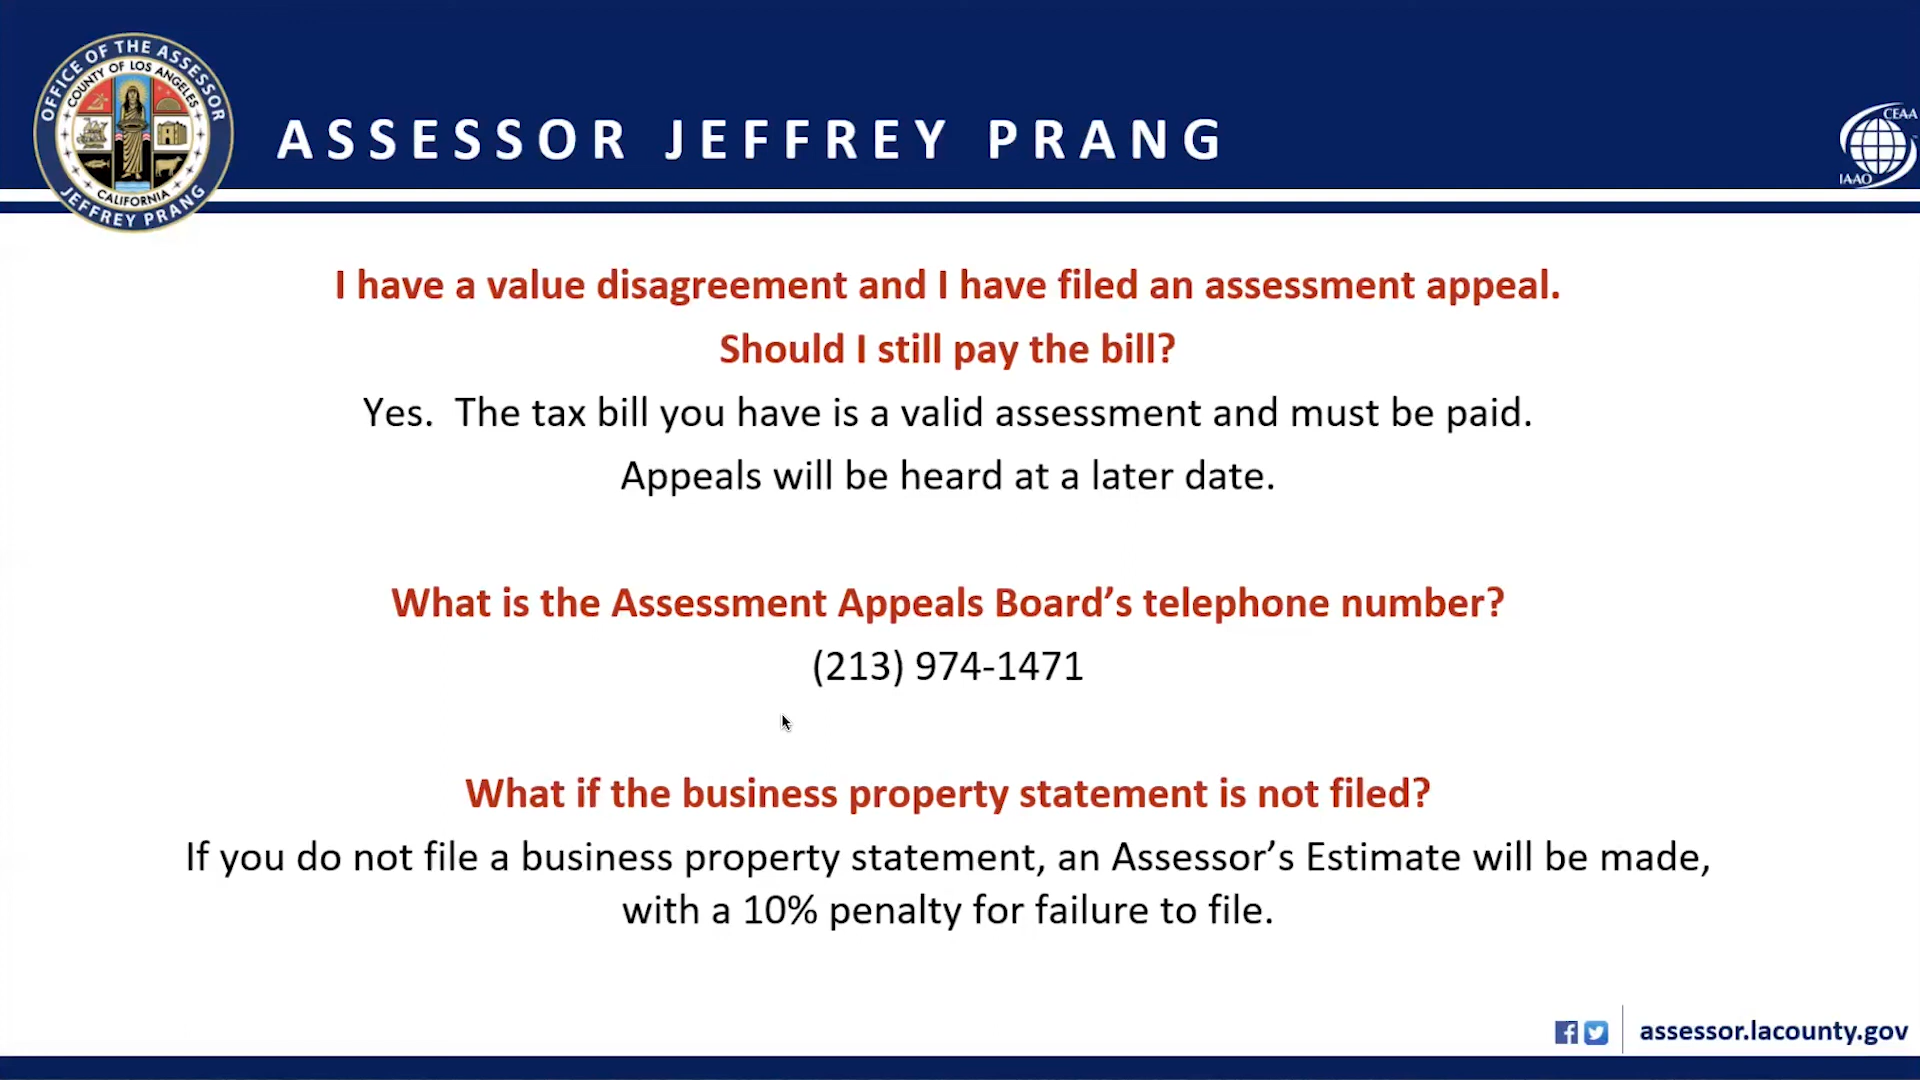 OFFICE OF THE ASSESSOR
COUNTY OF LOS ANGELES
CALIFORNIA
JEFFREY PRANG
ASSESSOR JEFFREY PRANG
CEAA
IAAO
I have a value disagreement and I have filed an assessment appeal.
Should I still pay the bill?
Yes.  The tax bill you have is a valid assessment and must be paid.
Appeals will be heard at a later date.
What is the Assessment Appeals Board’s telephone number?
(213) 974-1471
What if the business property statement is not filed?
If you do not file a business property statement, an Assessor’s Estimate will be made,
with a 10% penalty for failure to file.
assessor.lacounty.gov